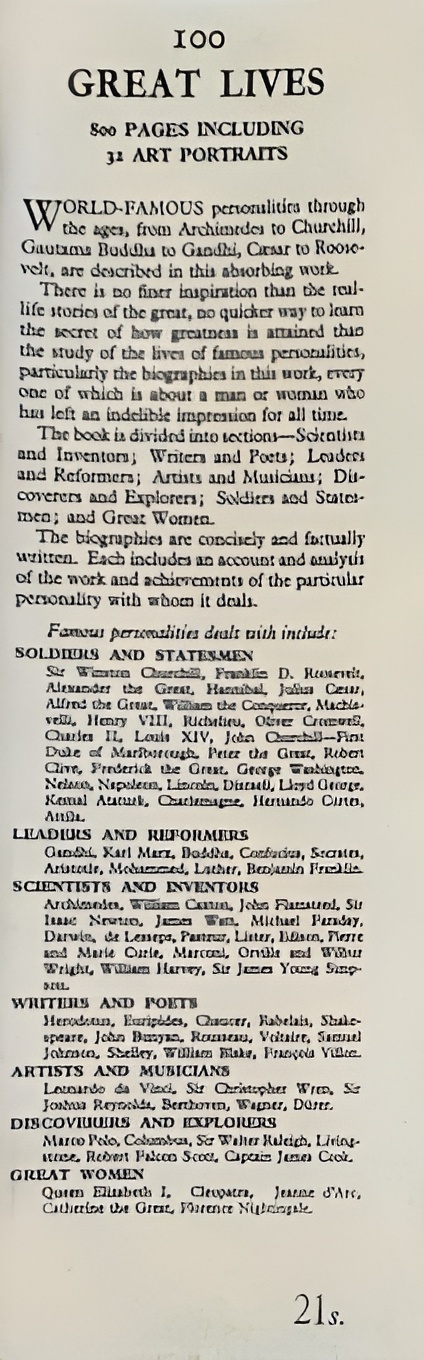 100
GREAT LIVES
800 PAGES INCLUDING
32 ART PORTRAITS
WORLD-FAMOUS personalities through
the ages, from Archimedes to Churchill,
Gautama Buddha to Gandhi, Cæsar to Roose-
velt, are described in this absorbing work.
There is no finer inspiration than the real-
life stories of the great, no quicker way to learn
the secret of how greatness is attained than
the study of the lives of famous personalities,
particularly the biographies in this work, every
one of which is about a man or woman who
has left an indelible impression for all time.
The book is divided into sections—Scientists
and Inventors; Writers and Poets; Leaders
and Reformers; Artists and Musicians; Dis-
coverers and Explorers; Soldiers and States-
men; and Great Women.
The biographies are concisely and factually
written. Each includes an account and analysis
of the work and achievements of the particular
personality with whom it deals.
Famous personalities dealt with include:
SOLDIERS AND STATESMEN
Sir Winston Churchill, Franklin D. Roosevelt,
Alexander the Great, Hannibal, Julius Cæsar,
Alfred the Great, William the Conqueror, Machia-
velli, Henry VIII, Richelieu, Oliver Cromwell,
Charles II, Louis XIV, John Churchill—First
Duke of Marlborough, Peter the Great, Robert
Clive, Frederick the Great, George Washington,
Nelson, Napoleon, Lincoln, Disraeli, Lloyd George,
Kemal Ataturk, Charlemagne, Hernando Cortes,
Attila.
LEADERS AND REFORMERS
Gandhi, Karl Marx, Buddha, Confucius, Socrates,
Aristotle, Mohammed, Luther, Benjamin Franklin.
SCIENTISTS AND INVENTORS
Archimedes, William Caxton, John Flamsteed, Sir
Isaac Newton, James Watt, Michael Faraday,
Darwin, de Lesseps, Pasteur, Lister, Edison, Pierre
and Marie Curie, Marconi, Orville and Wilbur
Wright, William Harvey, Sir James Young Simp-
son.
WRITERS AND POETS
Herodotus, Euripides, Chaucer, Rabelais, Shake-
speare, John Bunyan, Rousseau, Voltaire, Samuel
Johnson, Shelley, William Blake, François Villon.
ARTISTS AND MUSICIANS
Leonardo da Vinci, Sir Christopher Wren, Sir
Joshua Reynolds, Beethoven, Wagner, Dürer.
DISCOVERERS AND EXPLORERS
Marco Polo, Columbus, Sir Walter Raleigh, Living-
stone, Robert Falcon Scott, Captain James Cook.
GREAT WOMEN
Queen Elizabeth I, Cleopatra, Jeanne d'Arc,
Catherine the Great, Florence Nightingale.
21s.